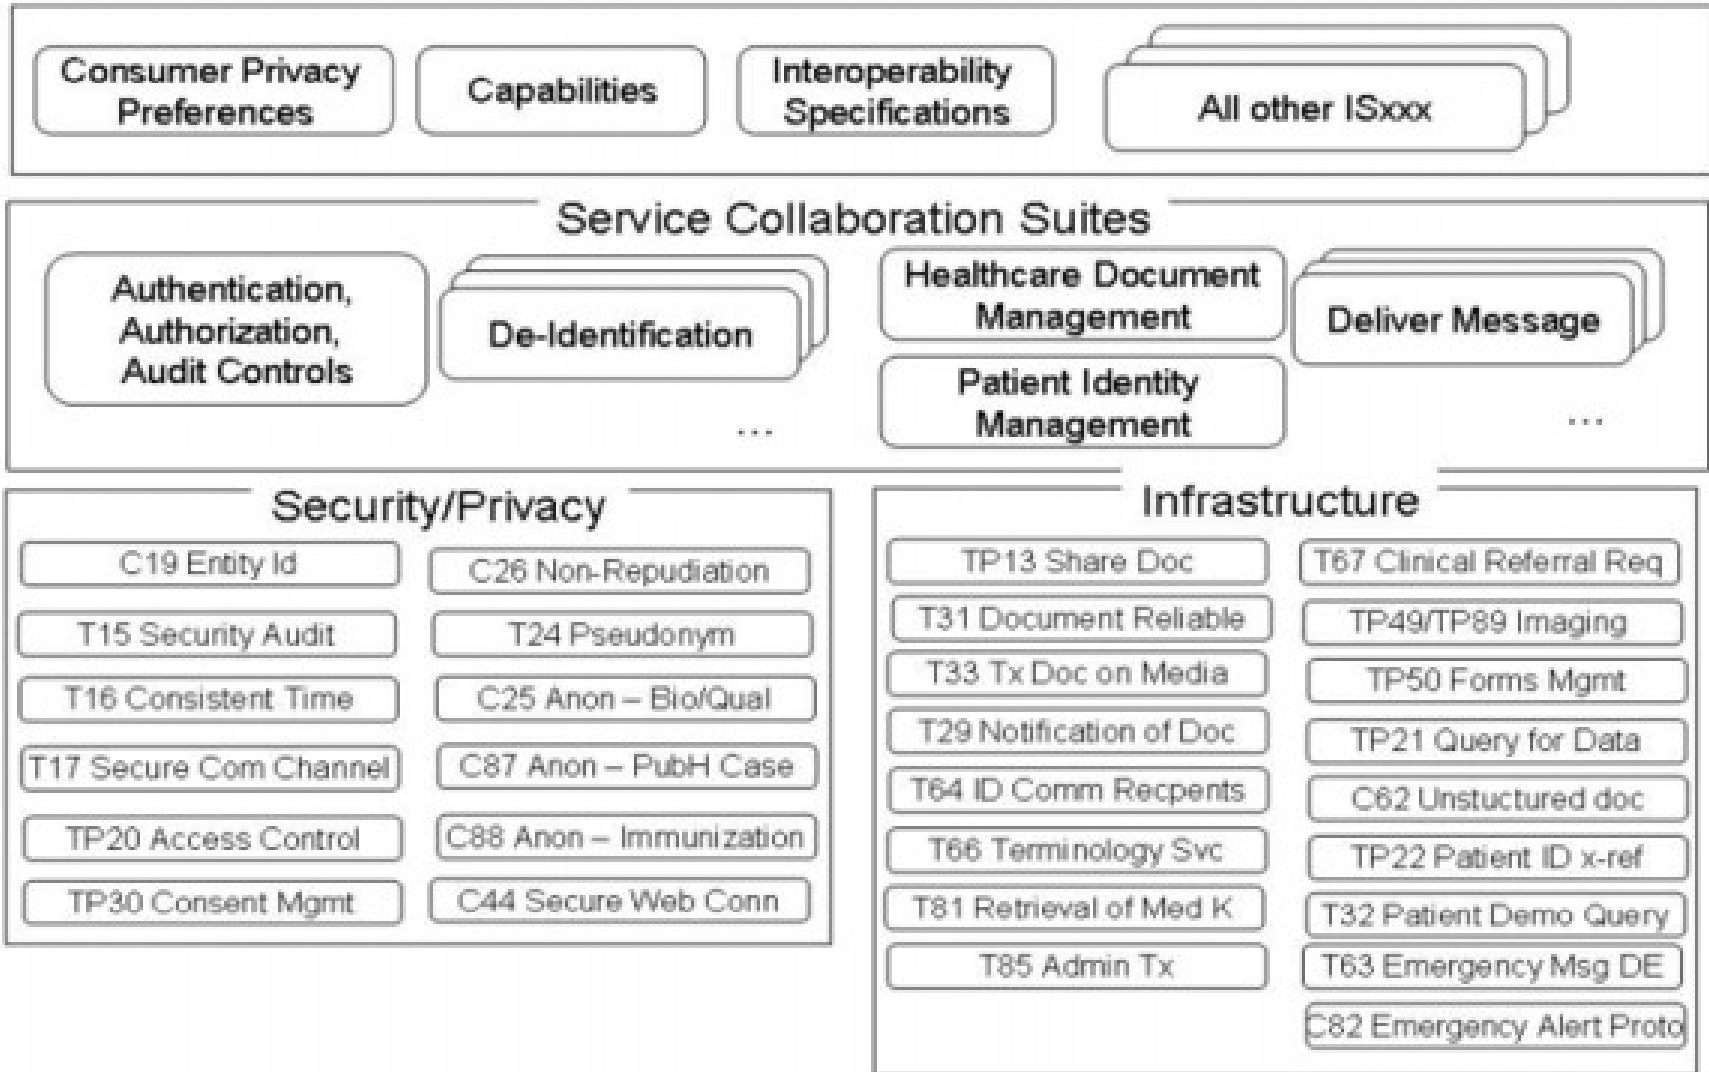 Consumer Privacy
Preferences
Capabilities
Interoperability
Specifications
All other ISxxx
Service Collaboration Suites
Authentication,
Authorization,
Audit Controls
De-Identification
...
Healthcare Document
Management
Patient Identity
Management
Deliver Message
...
Security/Privacy
C19 Entity Id
T15 Security Audit
T16 Consistent Time
T17 Secure Com Channel
TP20 Access Control
TP30 Consent Mgmt
C26 Non-Repudiation
T24 Pseudonym
C25 Anon – Bio/Qual
C87 Anon – PubH Case
C88 Anon – Immunization
C44 Secure Web Conn
Infrastructure
TP13 Share Doc
T31 Document Reliable
T33 Tx Doc on Media
T29 Notification of Doc
T64 ID Comm Recpents
T66 Terminology Svc
T81 Retrieval of Med K
T85 Admin Tx
T67 Clinical Referral Req
TP49/TP89 Imaging
TP50 Forms Mgmt
TP21 Query for Data
C62 Unstuctured doc
TP22 Patient ID x-ref
T32 Patient Demo Query
T63 Emergency Msg DE
C82 Emergency Alert Proto